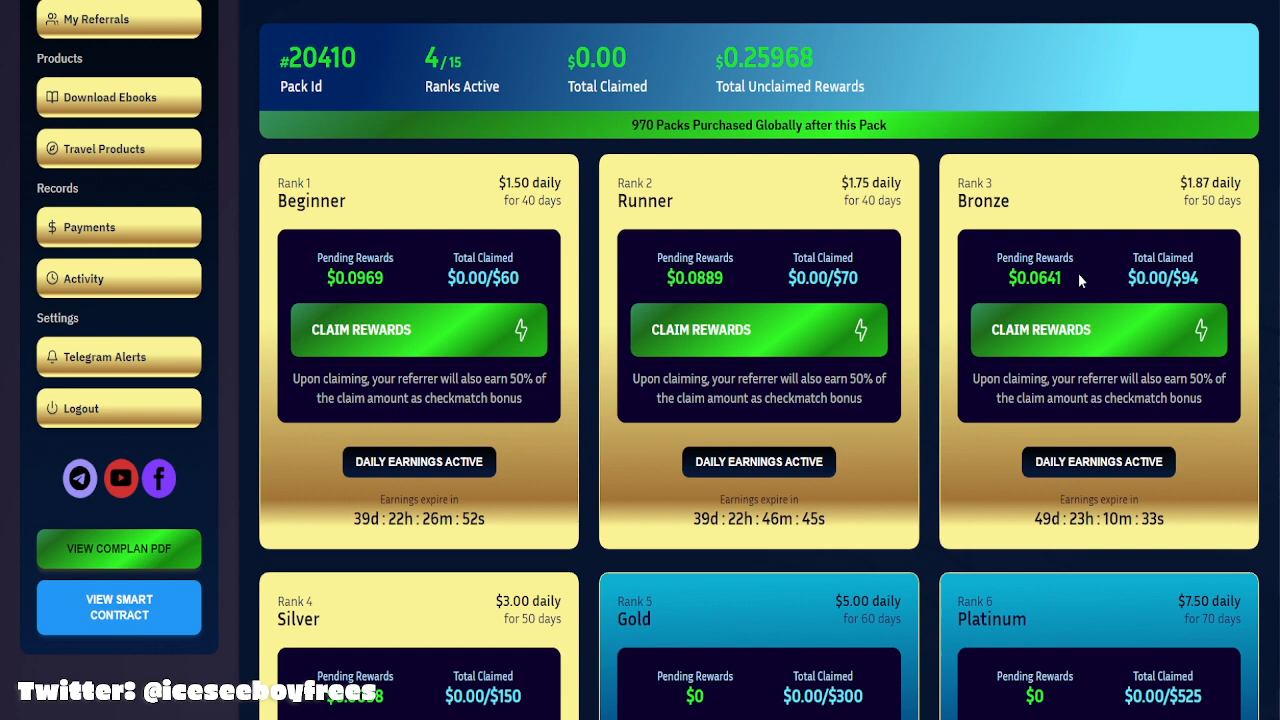 My Referrals
Products
Download Ebooks
Travel Products
Records
Payments
Activity
Settings
Telegram Alerts
Logout
VIEW COMPLAN PDF
VIEW SMART
CONTRACT
#20410
Pack Id
4/15
Ranks Active
$0.00
Total Claimed
$0.25968
Total Unclaimed Rewards
970 Packs Purchased Globally after this Pack
Rank 1
Beginner
$1.50 daily
for 40 days
Pending Rewards
$0.0969
Total Claimed
$0.00/$60
CLAIM REWARDS
Upon claiming, your referrer will also earn 50% of
the claim amount as checkmatch bonus
DAILY EARNINGS ACTIVE
Earnings expire in
39d : 22h : 26m : 52s
Rank 2
Runner
$1.75 daily
for 40 days
Pending Rewards
$0.0889
Total Claimed
$0.00/$70
CLAIM REWARDS
Upon claiming, your referrer will also earn 50% of
the claim amount as checkmatch bonus
DAILY EARNINGS ACTIVE
Earnings expire in
39d : 22h : 46m : 45s
Rank 3
Bronze
$1.87 daily
for 50 days
Pending Rewards
$0.0641
Total Claimed
$0.00/$94
CLAIM REWARDS
Upon claiming, your referrer will also earn 50% of
the claim amount as checkmatch bonus
DAILY EARNINGS ACTIVE
Earnings expire in
49d : 23h : 10m : 33s
Rank 4
Silver
$3.00 daily
for 50 days
Pending Rewards
Total Claimed
$0.00/$150
Rank 5
Gold
$5.00 daily
for 60 days
Pending Rewards
$0
Total Claimed
$0.00/$300
Rank 6
Platinum
$7.50 daily
for 70 days
Pending Rewards
$0
Total Claimed
$0.00/$525
Twitter: @iceseeboyfrees